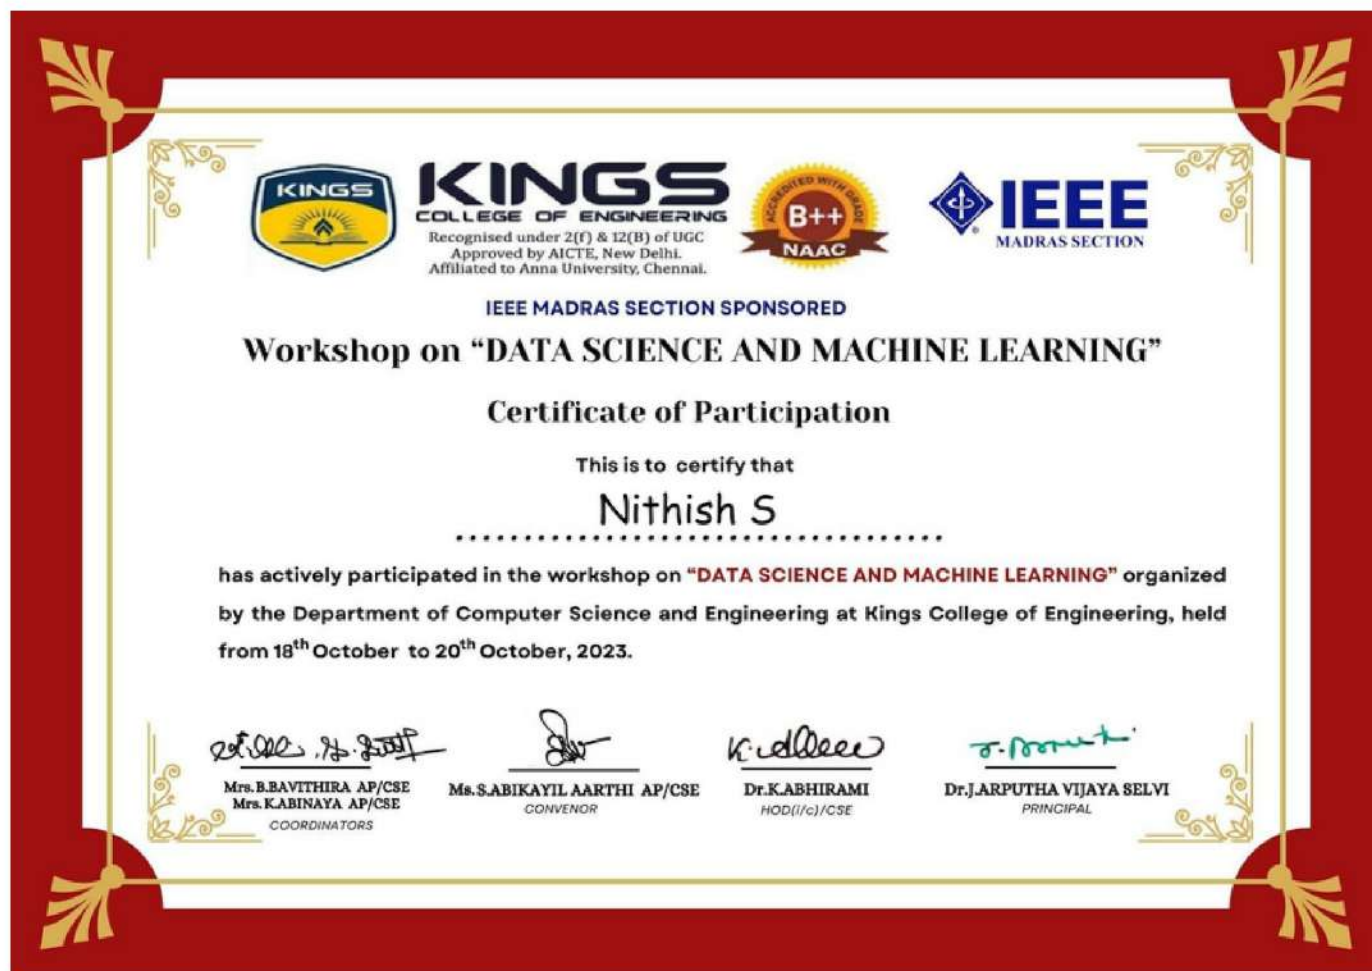 KINGS
KINGS
COLLEGE OF ENGINEERING
Recognised under 2(f) & 12(B) of UGC
Approved by AICTE, New Delhi.
Affiliated to Anna University, Chennai.
ACCREDITED WITH GRADE
B++
NAAC
IEEE
MADRAS SECTION
IEEE MADRAS SECTION SPONSORED
Workshop on “DATA SCIENCE AND MACHINE LEARNING”
Certificate of Participation
This is to certify that
Nithish S
has actively participated in the workshop on “DATA SCIENCE AND MACHINE LEARNING” organized
by the Department of Computer Science and Engineering at Kings College of Engineering, held
from 18th October to 20th October, 2023.
Mrs. B.BAVITHIRA AP/CSE
Mrs. K.ABINAYA AP/CSE
COORDINATORS
Ms. S.ABIKAYIL AARTHI AP/CSE
CONVENOR
Dr.K.ABHIRAMI
HOD(I/c)/CSE
Dr.J.ARPUTHA VIJAYA SELVI
PRINCIPAL